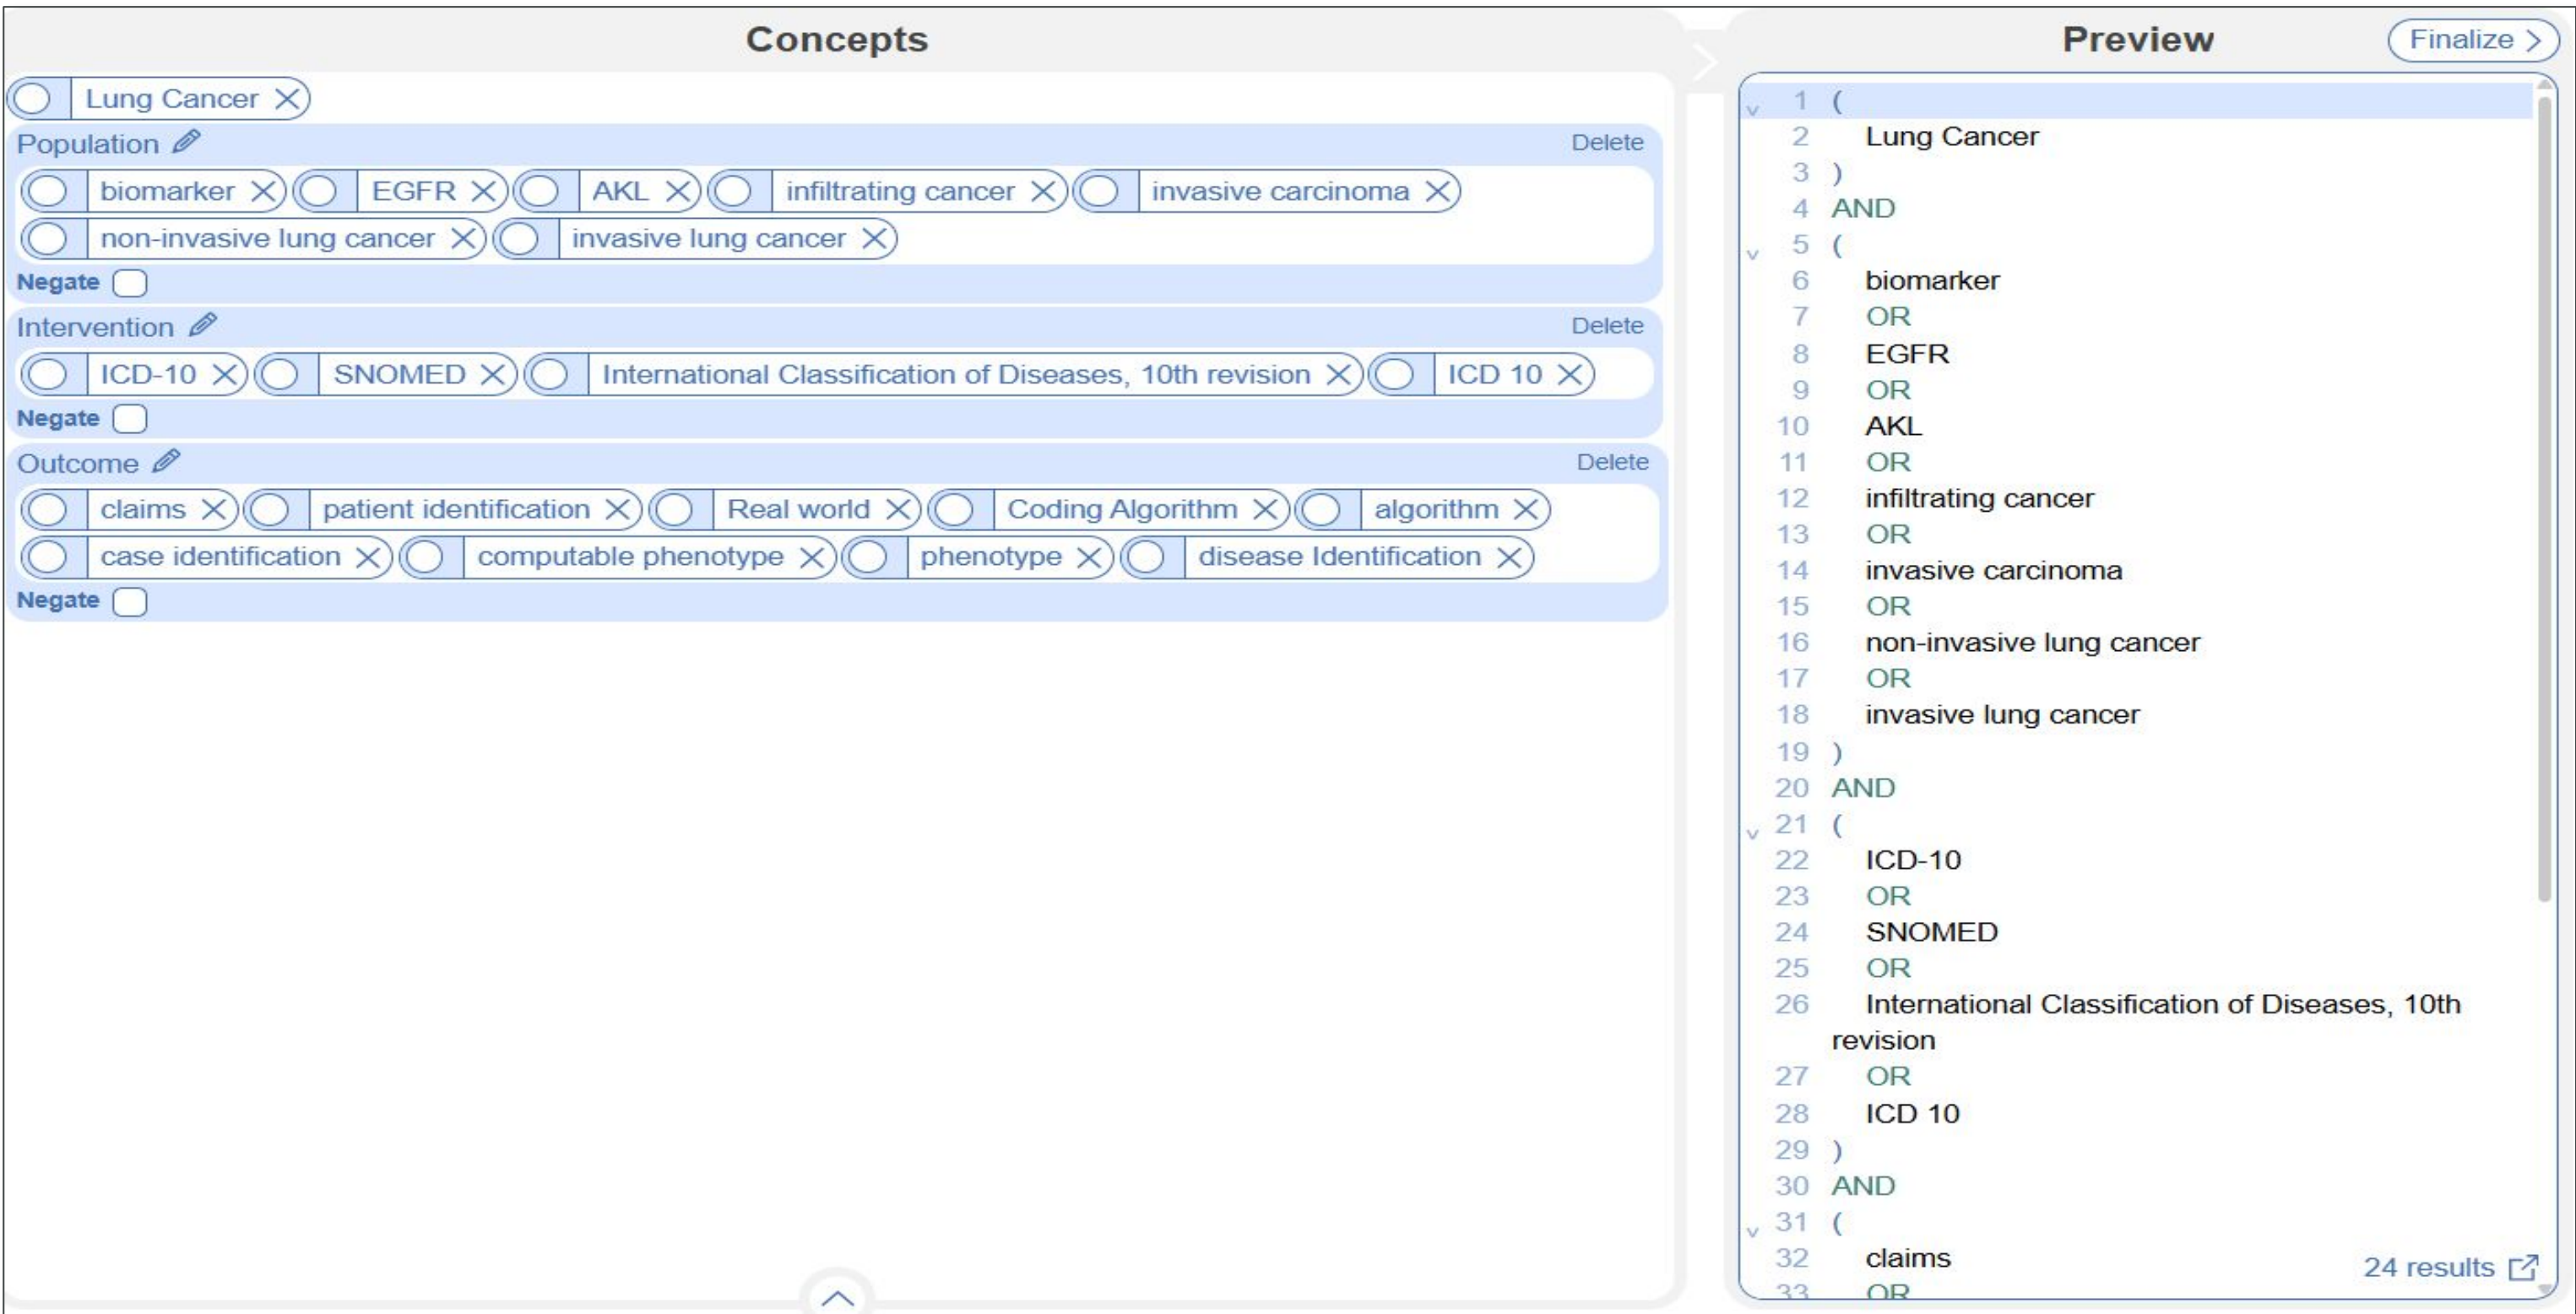 Concepts
Lung Cancer
Population Delete
biomarker EGFR AKL infiltrating cancer invasive carcinoma
non-invasive lung cancer invasive lung cancer
Negate
Intervention Delete
ICD-10 SNOMED International Classification of Diseases, 10th revision ICD 10
Negate
Outcome Delete
claims patient identification Real world Coding Algorithm algorithm
case identification computable phenotype phenotype disease Identification
Negate
Preview Finalize >
1 (
2 Lung Cancer
3 )
4 AND
5 (
6 biomarker
7 OR
8 EGFR
9 OR
10 AKL
11 OR
12 infiltrating cancer
13 OR
14 invasive carcinoma
15 OR
16 non-invasive lung cancer
17 OR
18 invasive lung cancer
19 )
20 AND
21 (
22 ICD-10
23 OR
24 SNOMED
25 OR
26 International Classification of Diseases, 10th
revision
27 OR
28 ICD 10
29 )
30 AND
31 (
32 claims
24 results
33 OR